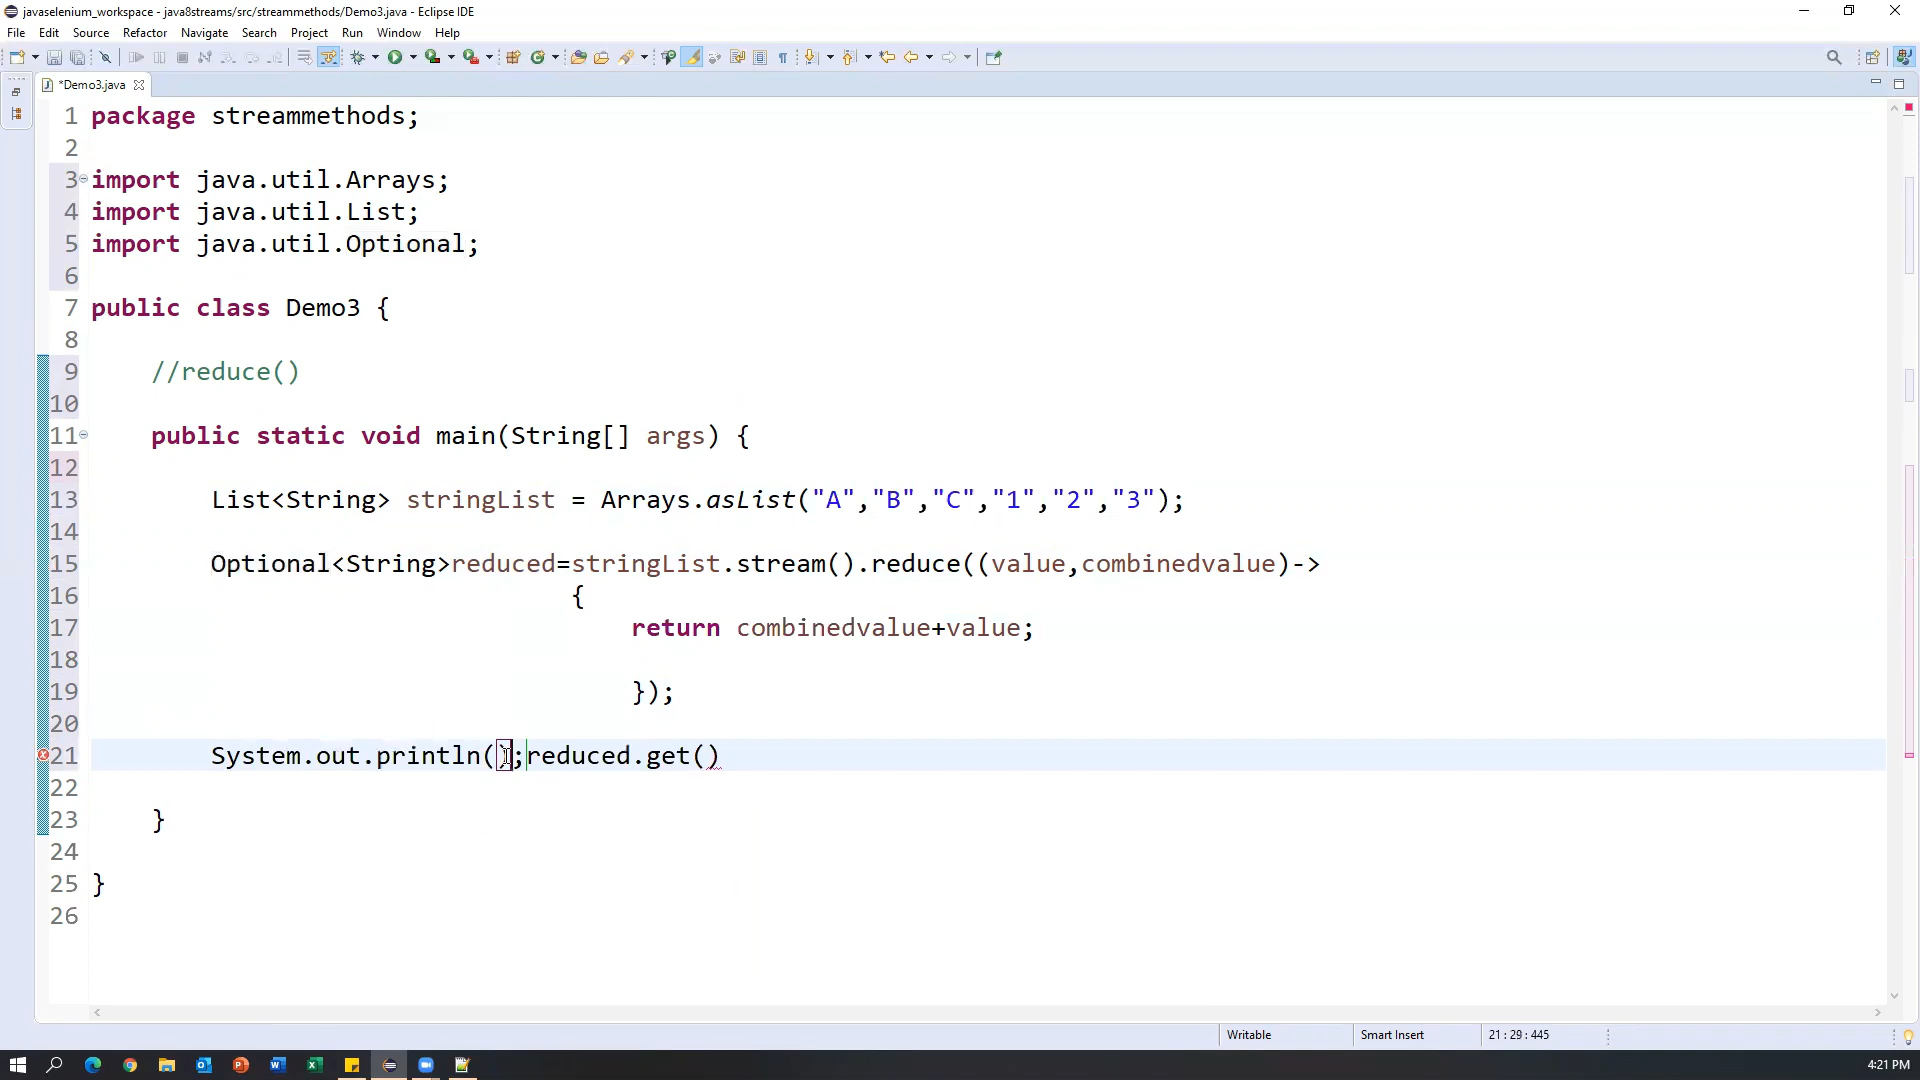 javaselenium_workspace - java8streams/src/streammethods/Demo3.java - Eclipse IDE
File Edit Source Refactor Navigate Search Project Run Window Help
*Demo3.java
1 package streammethods;
2
3 import java.util.Arrays;
4 import java.util.List;
5 import java.util.Optional;
6
7 public class Demo3 {
8
9 //reduce()
10
11 public static void main(String[] args) {
12
13 List<String> stringList = Arrays.asList("A","B","C","1","2","3");
14
15 Optional<String>reduced=stringList.stream().reduce((value,combinedvalue)->
16 {
17 return combinedvalue+value;
18
19 });
20
21 System.out.println();reduced.get()
22
23 }
24
25 }
26
Writable Smart Insert 21 : 29 : 445
4:21 PM